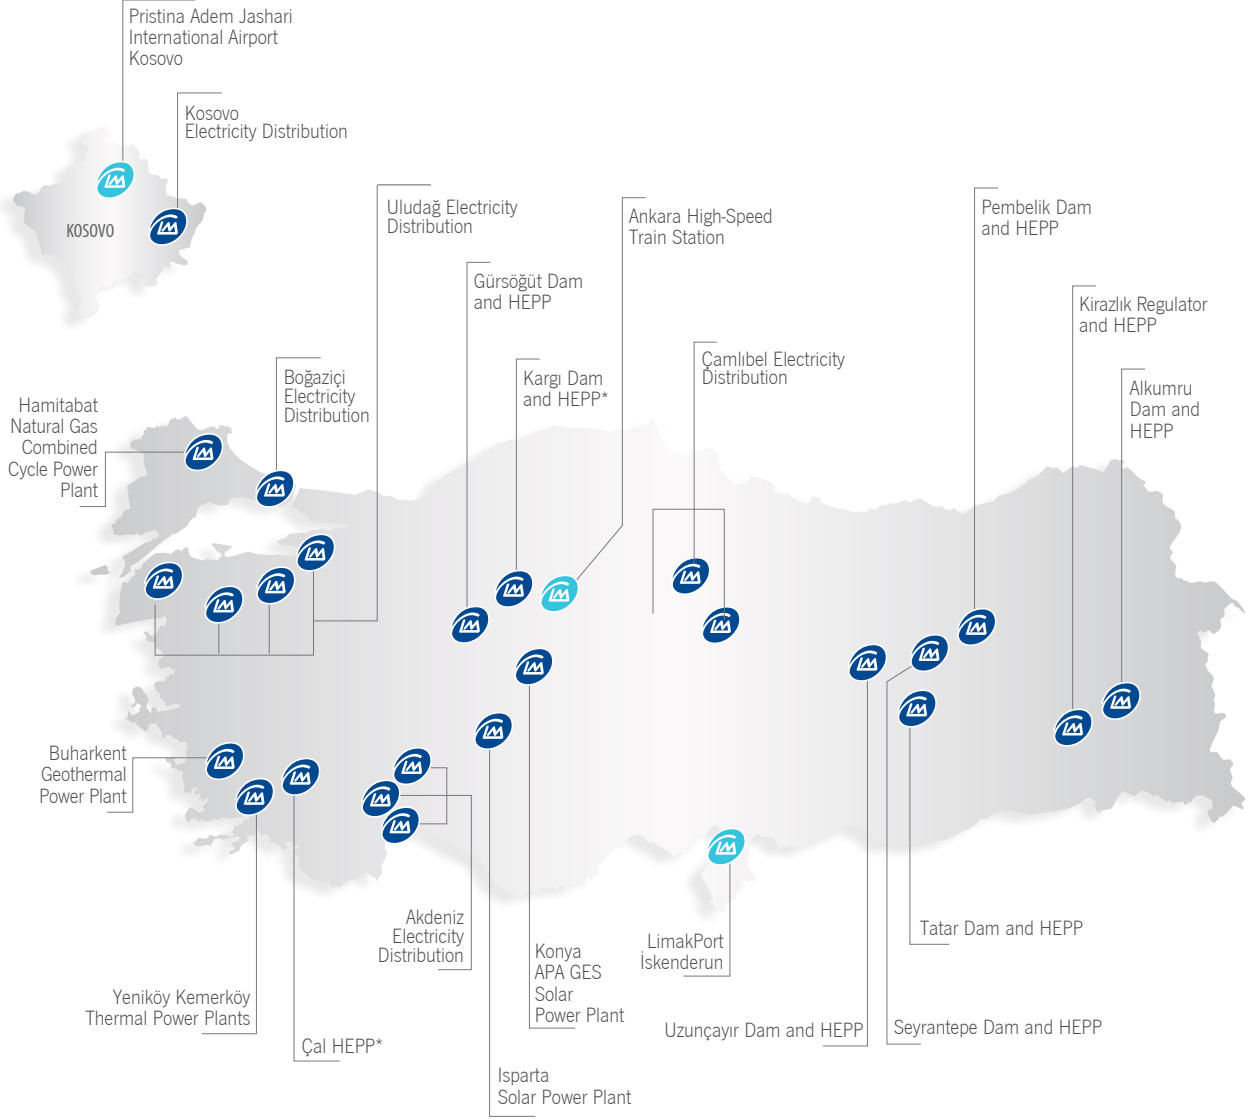 Pristina Adem Jashari
International Airport
Kosovo
Kosovo
Electricity Distribution
KOSOVO
Uludağ Electricity
Distribution
Ankara High-Speed
Train Station
Pembelik Dam
and HEPP
Gürsöğüt Dam
and HEPP
Kirazlık Regulator
and HEPP
Boğaziçi
Electricity
Distribution
Kargı Dam
and HEPP*
Çamlıbel Electricity
Distribution
Alkumru
Dam and
HEPP
Hamitabat
Natural Gas
Combined
Cycle Power
Plant
Buharkent
Geothermal
Power Plant
Akdeniz
Electricity
Distribution
Konya
APA GES
Solar
Power Plant
LimakPort
İskenderun
Tatar Dam and HEPP
Yeniköy Kemerköy
Thermal Power Plants
Uzunçayır Dam and HEPP
Seyrantepe Dam and HEPP
Çal HEPP*
Isparta
Solar Power Plant